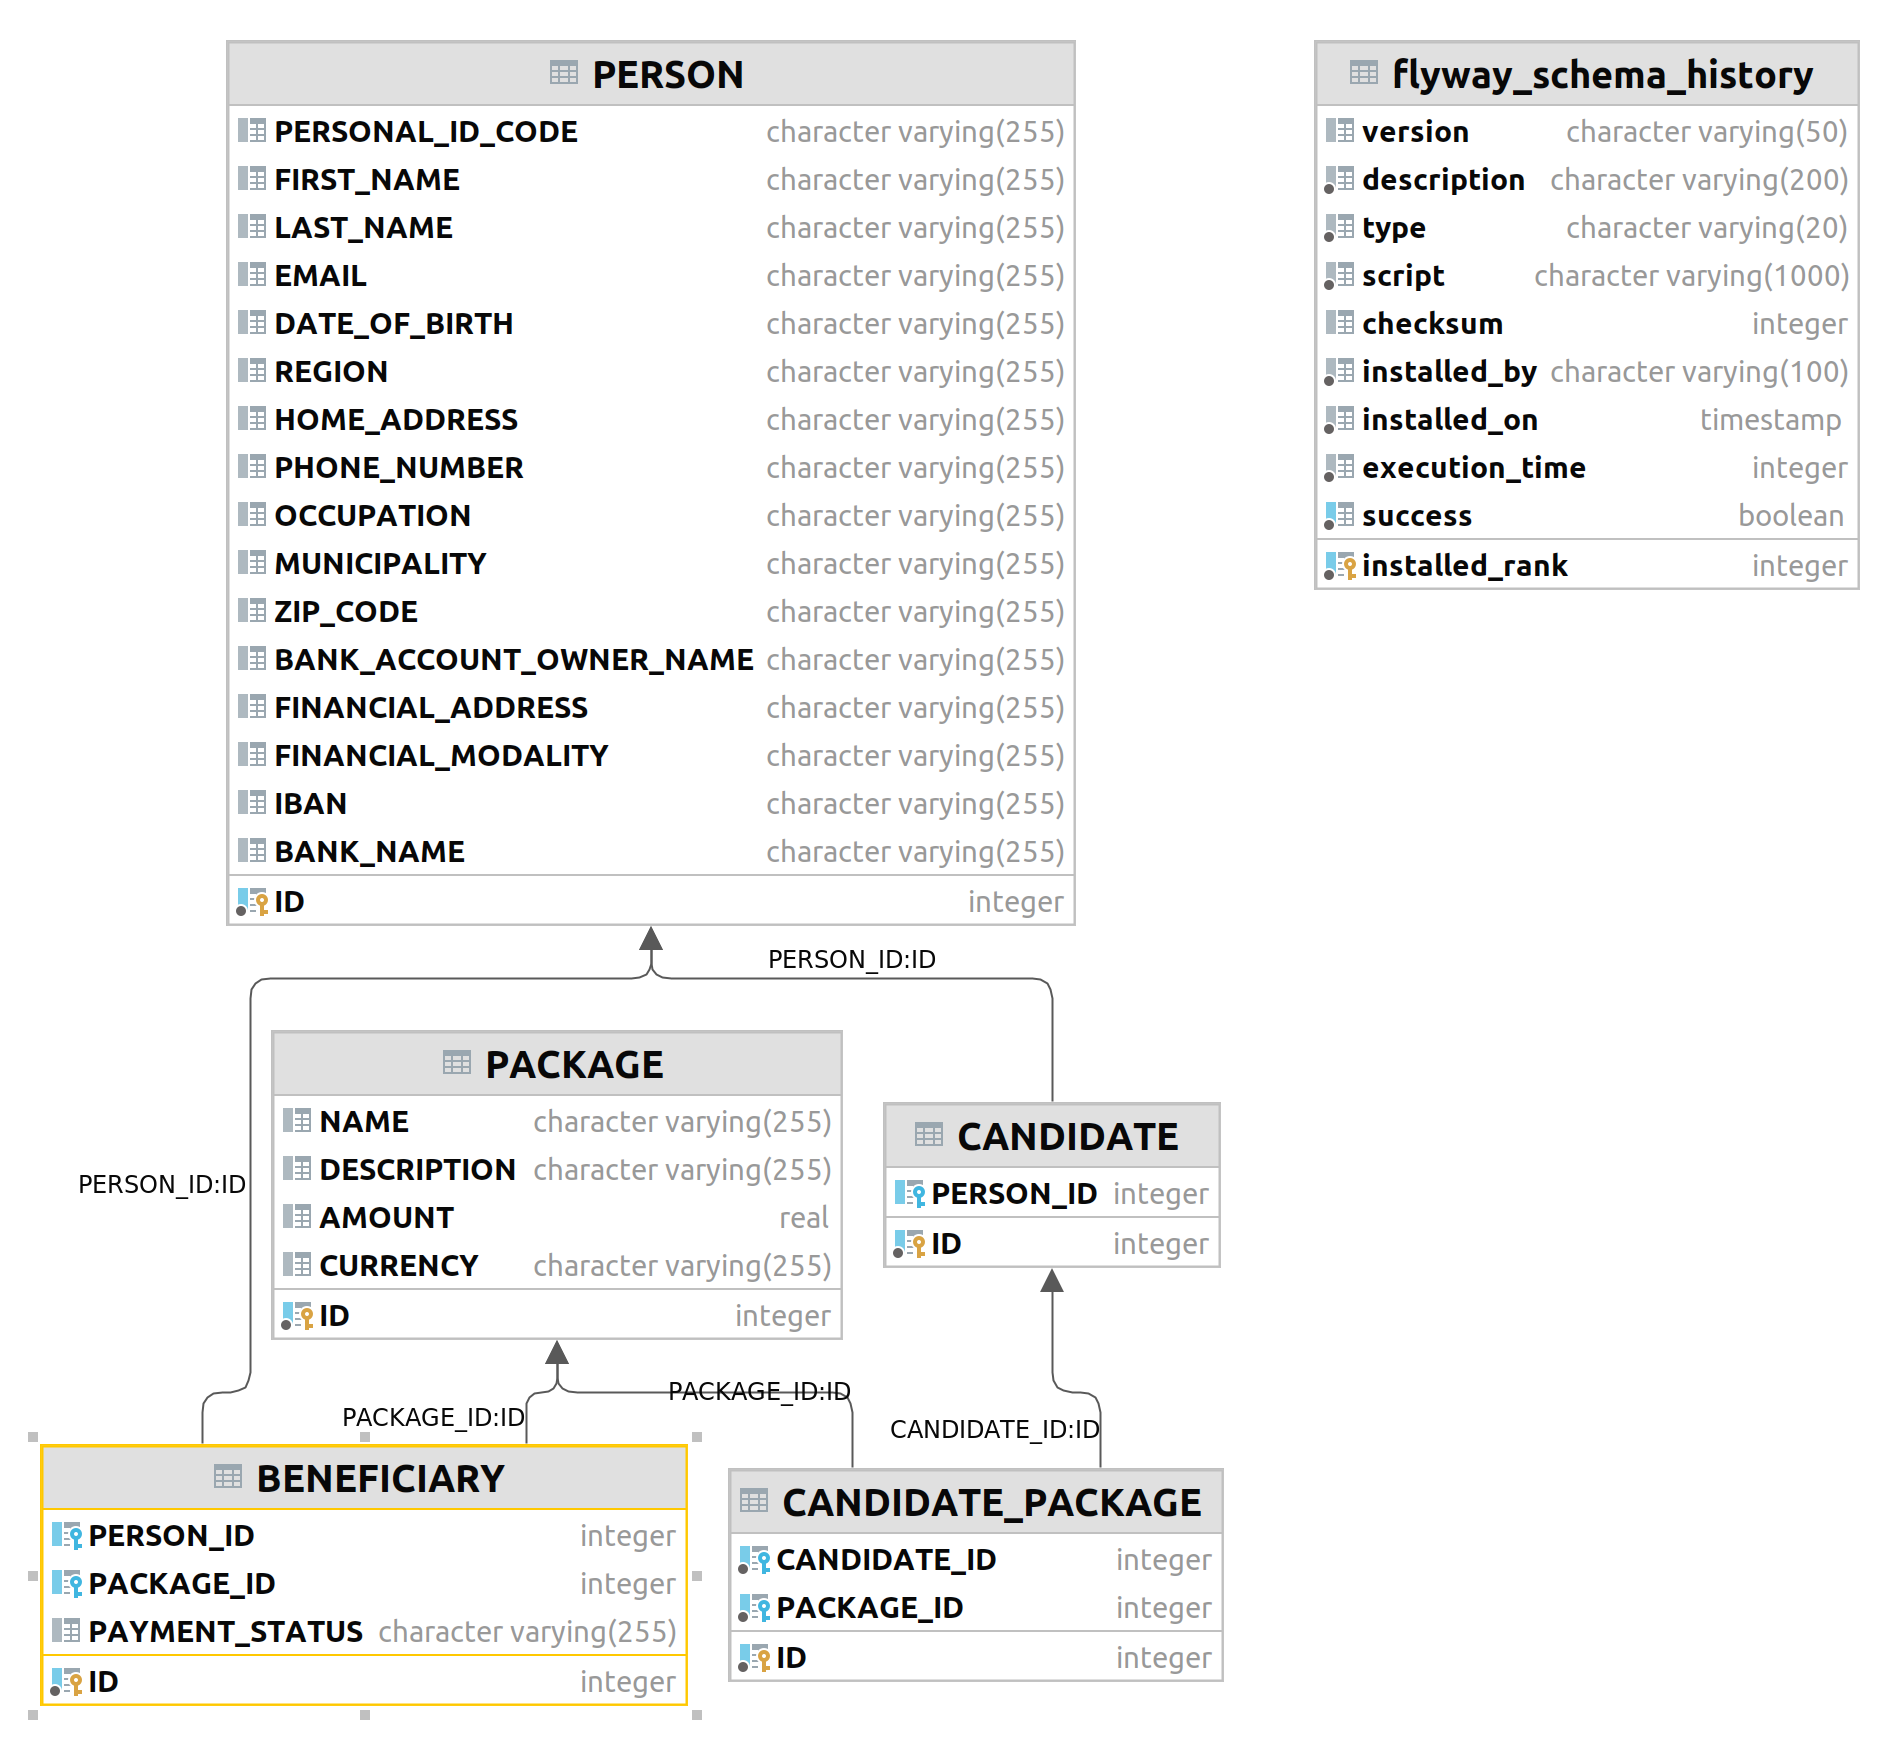 PERSON
PERSONAL_ID_CODE character varying(255)
FIRST_NAME character varying(255)
LAST_NAME character varying(255)
EMAIL character varying(255)
DATE_OF_BIRTH character varying(255)
REGION character varying(255)
HOME_ADDRESS character varying(255)
PHONE_NUMBER character varying(255)
OCCUPATION character varying(255)
MUNICIPALITY character varying(255)
ZIP_CODE character varying(255)
BANK_ACCOUNT_OWNER_NAME character varying(255)
FINANCIAL_ADDRESS character varying(255)
FINANCIAL_MODALITY character varying(255)
IBAN character varying(255)
BANK_NAME character varying(255)
ID integer
flyway_schema_history
version character varying(50)
description character varying(200)
type character varying(20)
script character varying(1000)
checksum integer
installed_by character varying(100)
installed_on timestamp
execution_time integer
success boolean
installed_rank integer
PERSON_ID:ID
PERSON_ID:ID
PACKAGE
NAME character varying(255)
DESCRIPTION character varying(255)
AMOUNT real
CURRENCY character varying(255)
ID integer
CANDIDATE
PERSON_ID integer
ID integer
PACKAGE_ID:ID
PACKAGE_ID:ID
CANDIDATE_ID:ID
BENEFICIARY
PERSON_ID integer
PACKAGE_ID integer
PAYMENT_STATUS character varying(255)
ID integer
CANDIDATE_PACKAGE
CANDIDATE_ID integer
PACKAGE_ID integer
ID integer